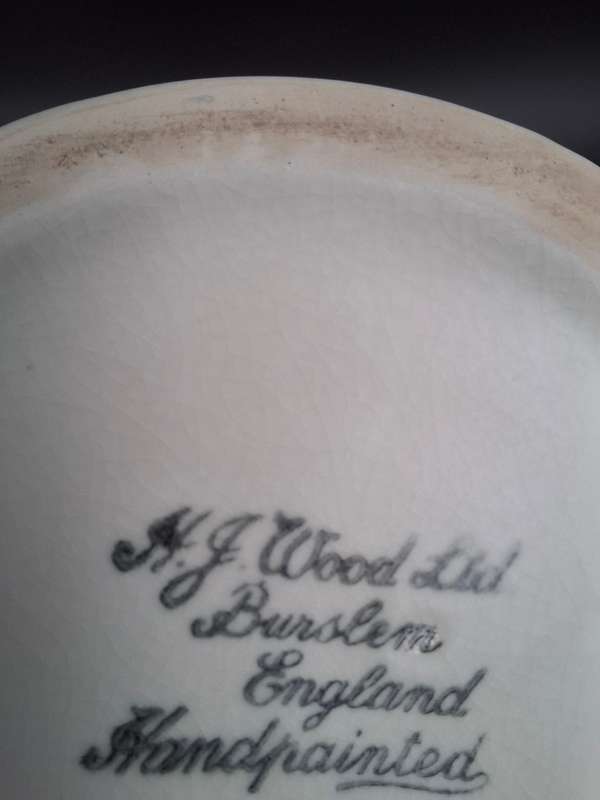 H.J. Wood Ltd
Burslem
England
Handpainted